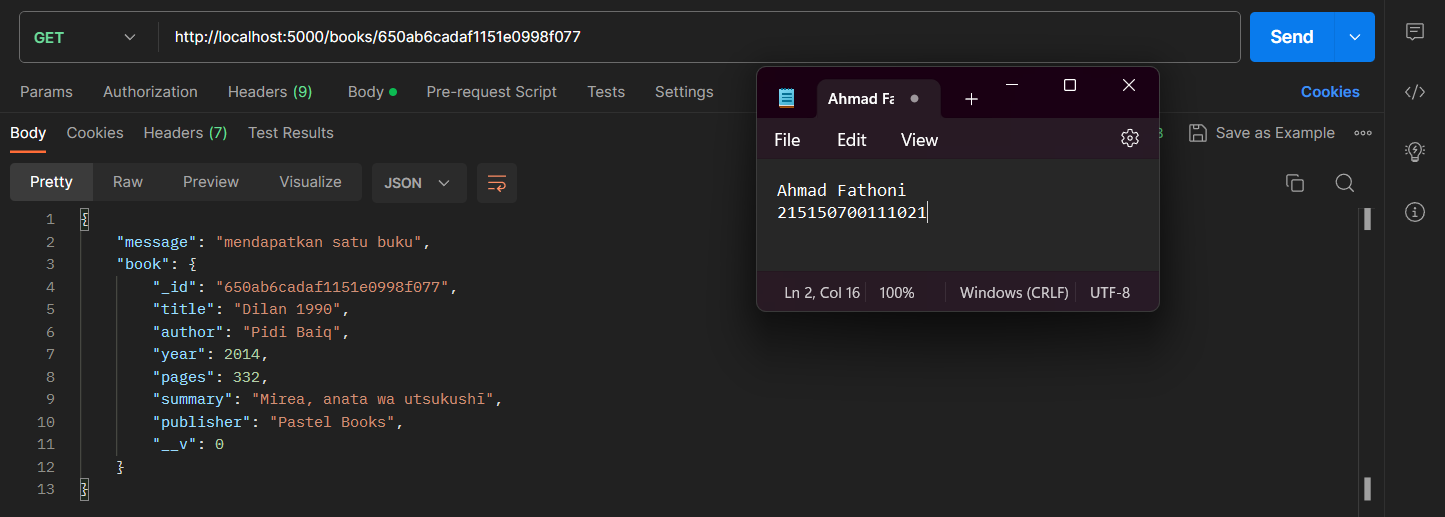 GET http://localhost:5000/books/650ab6cadaf1151e0998f077 Send
Params Authorization Headers (9) Body Pre-request Script Tests Settings Cookies
Body Cookies Headers (7) Test Results Save as Example
Pretty Raw Preview Visualize JSON
1 {
2 "message": "mendapatkan satu buku",
3 "book": {
4 "_id": "650ab6cadaf1151e0998f077",
5 "title": "Dilan 1990",
6 "author": "Pidi Baiq",
7 "year": 2014,
8 "pages": 332,
9 "summary": "Mirea, anata wa utsukushī",
10 "publisher": "Pastel Books",
11 "__v": 0
12 }
13 }
Ahmad Fa
File Edit View
Ahmad Fathoni
215150700111021
Ln 2, Col 16 100% Windows (CRLF) UTF-8